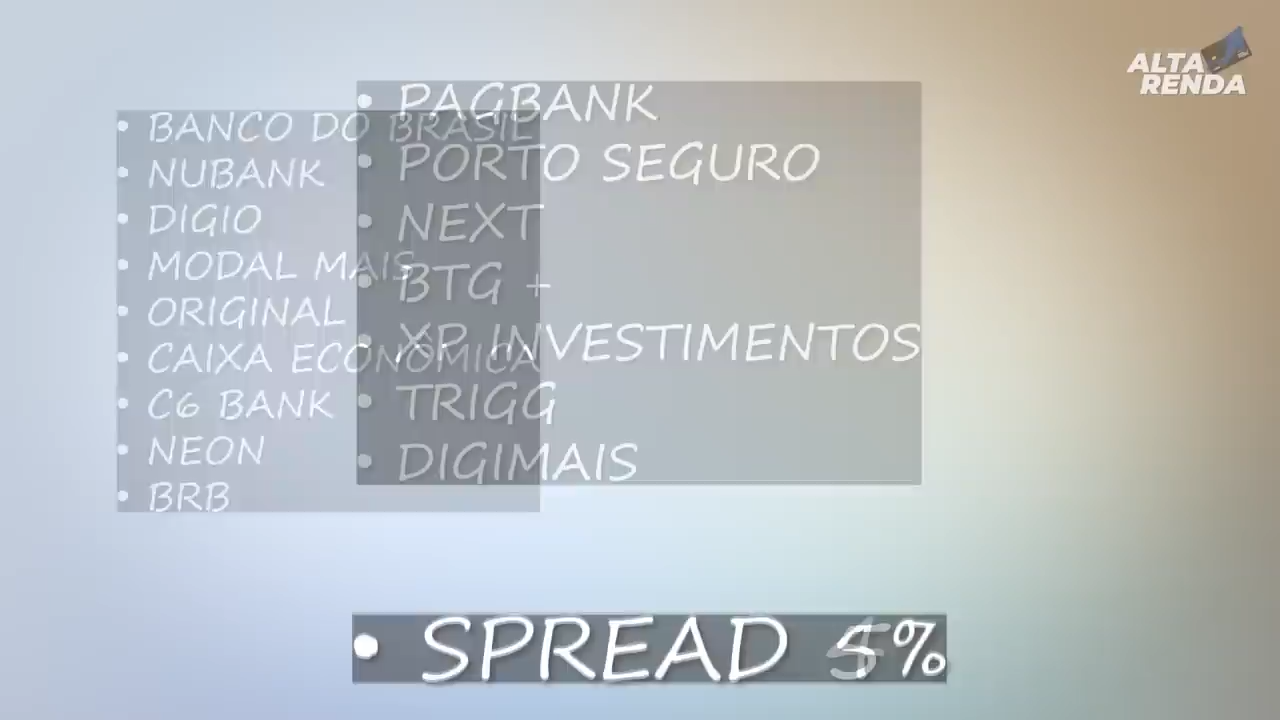 ALTA
RENDA
• BANCO DO BRASIL
• NUBANK
• DIGIO
• MODAL MAIS
• ORIGINAL
• CAIXA ECONÔMICA
• C6 BANK
• NEON
• BRB
• PAGBANK
• PORTO SEGURO
• NEXT
• BTG +
• XP INVESTIMENTOS
• TRIGG
• DIGIMAIS
• SPREAD 5%